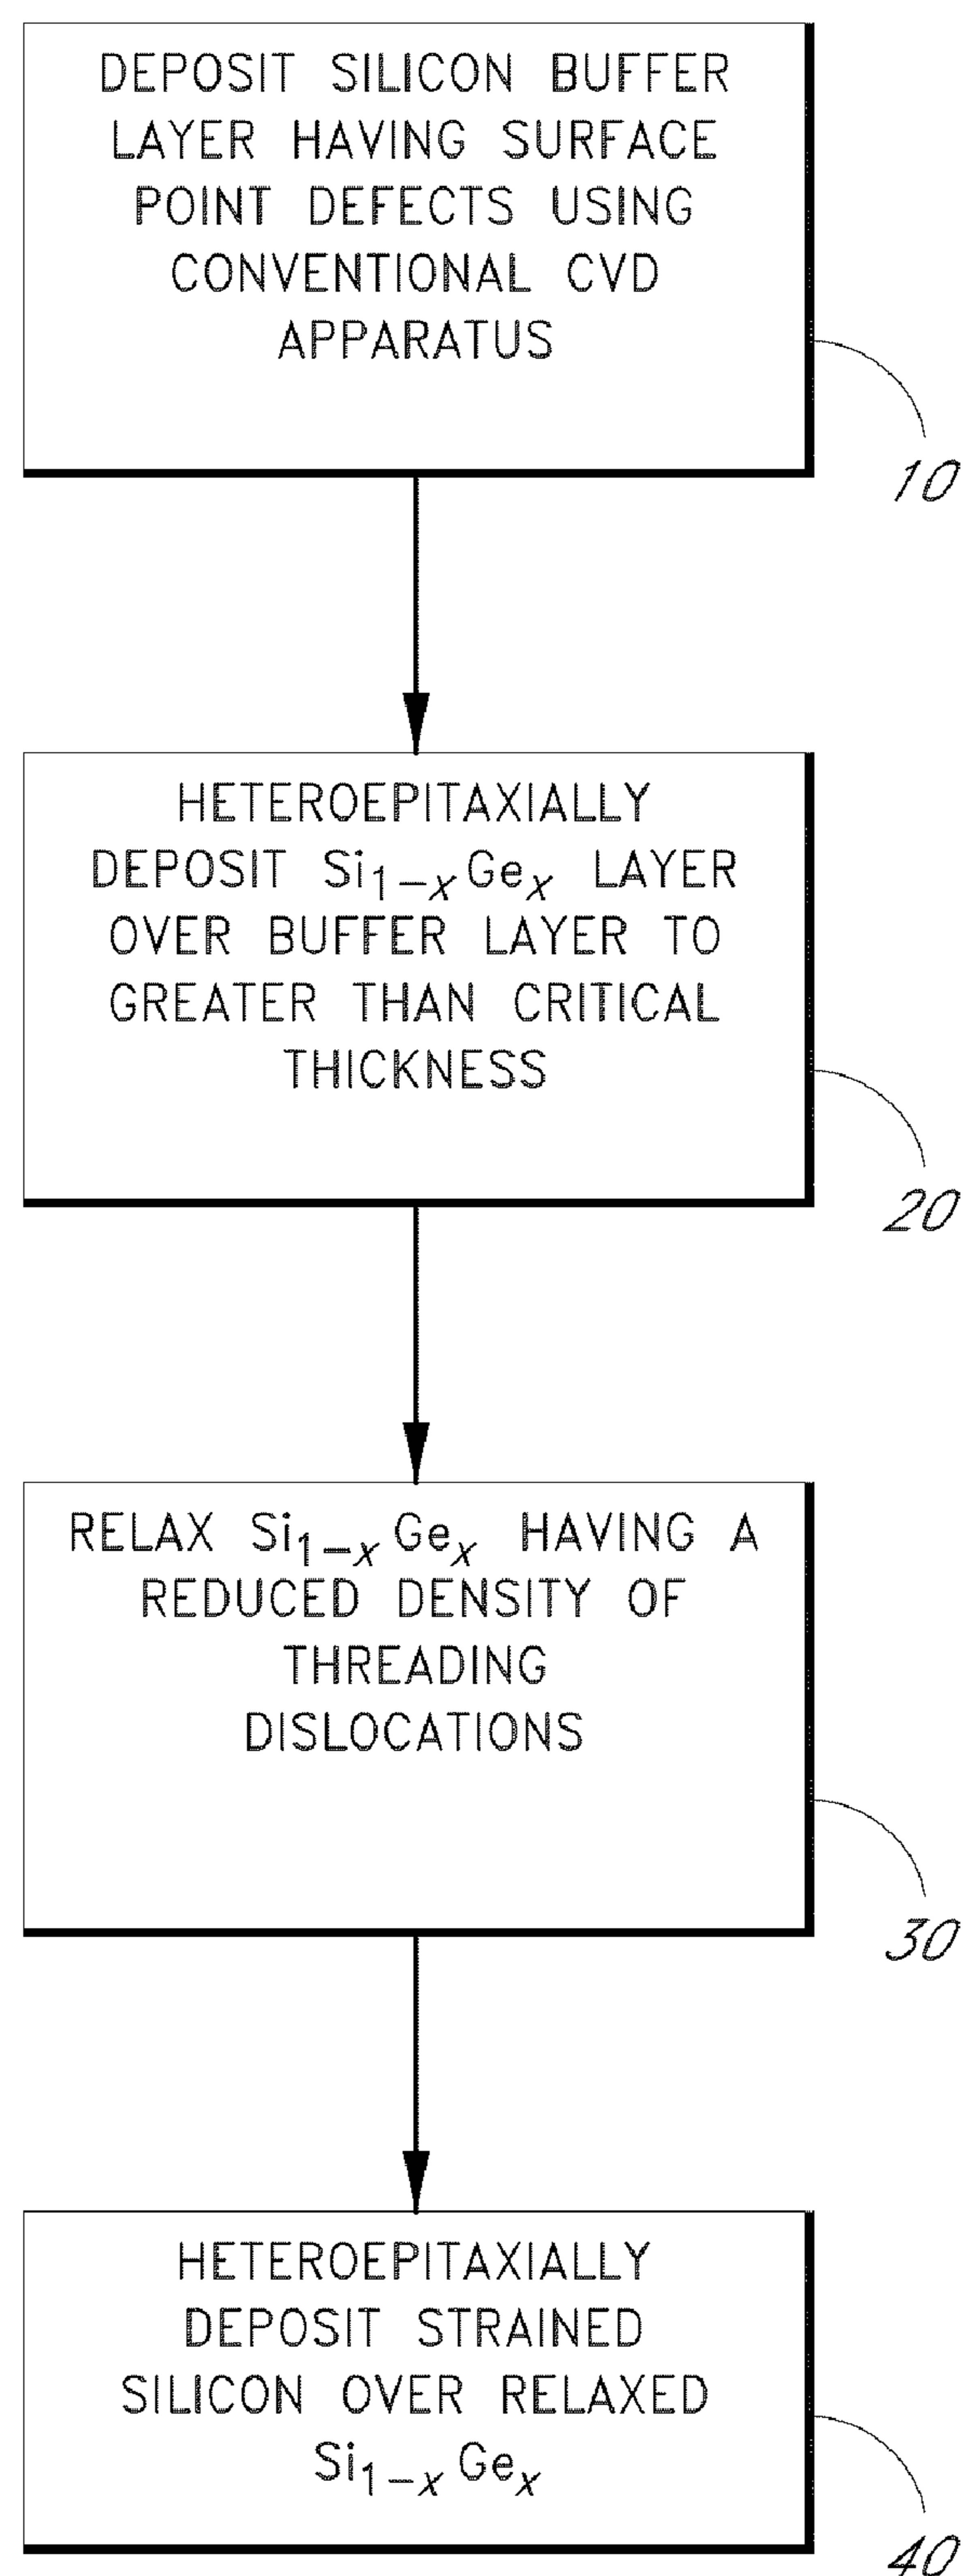 DEPOSIT SILICON BUFFER
LAYER HAVING SURFACE
POINT DEFECTS USING
CONVENTIONAL CVD
APPARATUS
10
HETEROEPITAXIALLY
DEPOSIT Si₁₋ₓGeₓ LAYER
OVER BUFFER LAYER TO
GREATER THAN CRITICAL
THICKNESS
20
RELAX Si₁₋ₓGeₓ HAVING A
REDUCED DENSITY OF
THREADING
DISLOCATIONS
30
HETEROEPITAXIALLY
DEPOSIT STRAINED
SILICON OVER RELAXED
Si₁₋ₓGeₓ
40